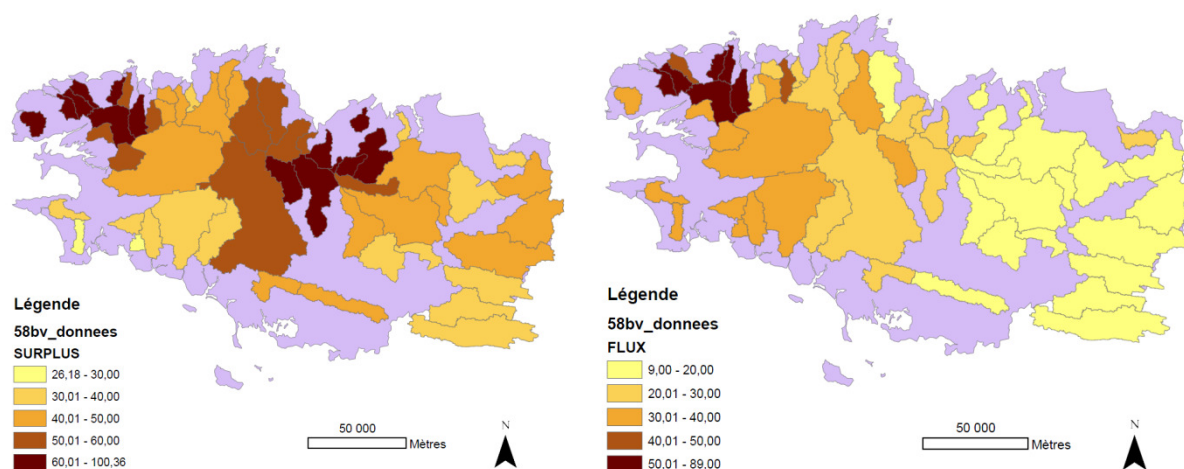 Légende
58bv_donnees
SURPLUS
26,18 - 30,00
30,01 - 40,00
40,01 - 50,00
50,01 - 60,00
60,01 - 100,36
50 000
Mètres
N
Légende
58bv_donnees
FLUX
9,00 - 20,00
20,01 - 30,00
30,01 - 40,00
40,01 - 50,00
50,01 - 89,00
50 000
Mètres
N